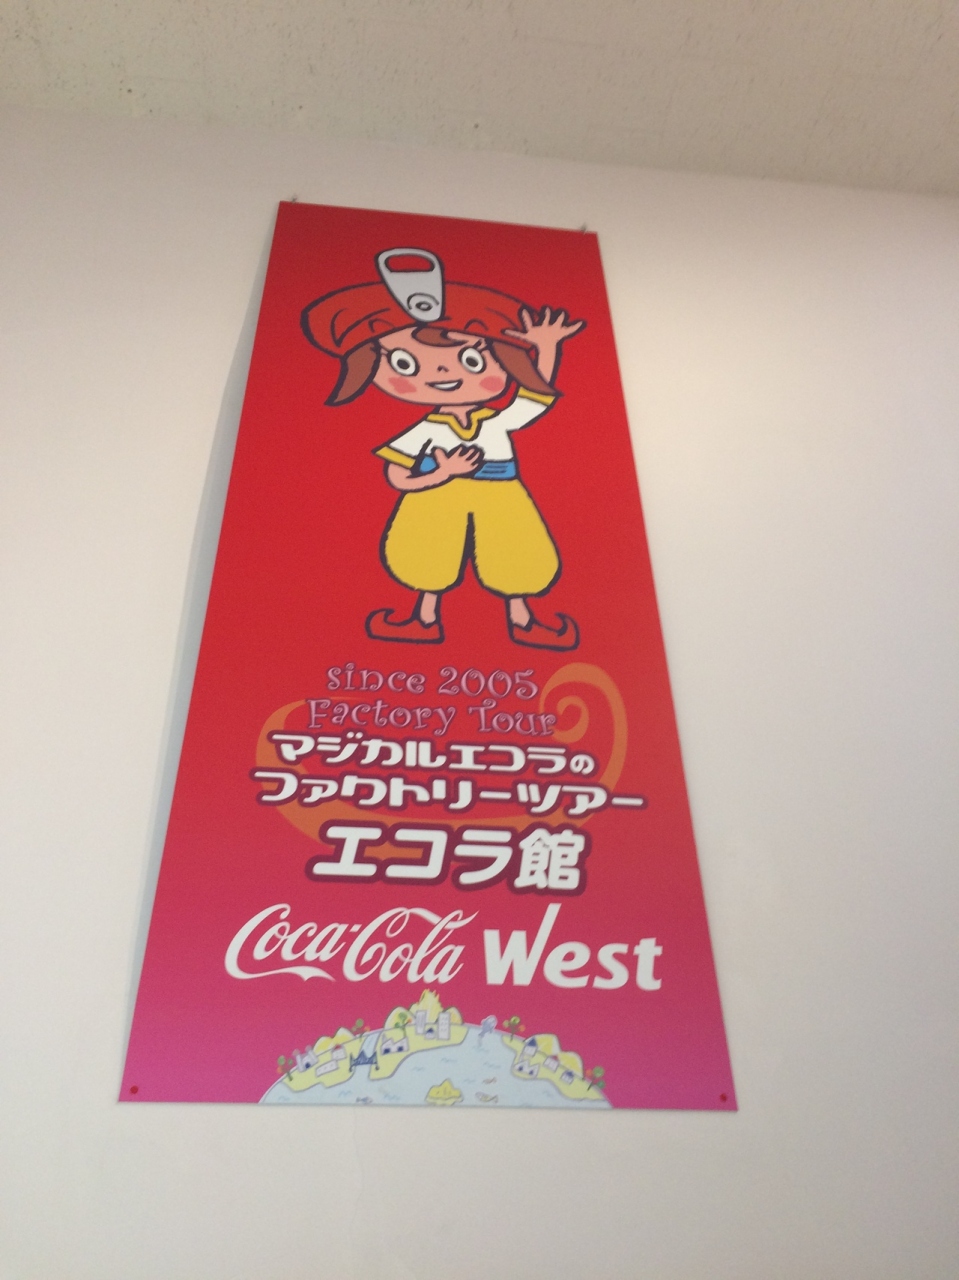 since 2005
Factory Tour
マジカルエコラの
ファクトリーツアー
エコラ館
Coca-Cola West